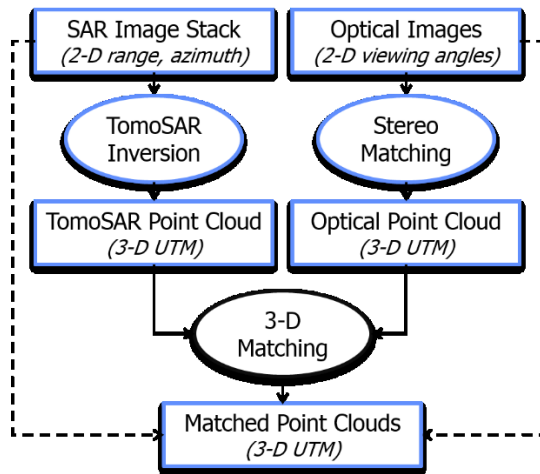 SAR Image Stack
(2-D range, azimuth)
Optical Images
(2-D viewing angles)
TomoSAR
Inversion
Stereo
Matching
TomoSAR Point Cloud
(3-D UTM)
Optical Point Cloud
(3-D UTM)
3-D
Matching
Matched Point Clouds
(3-D UTM)